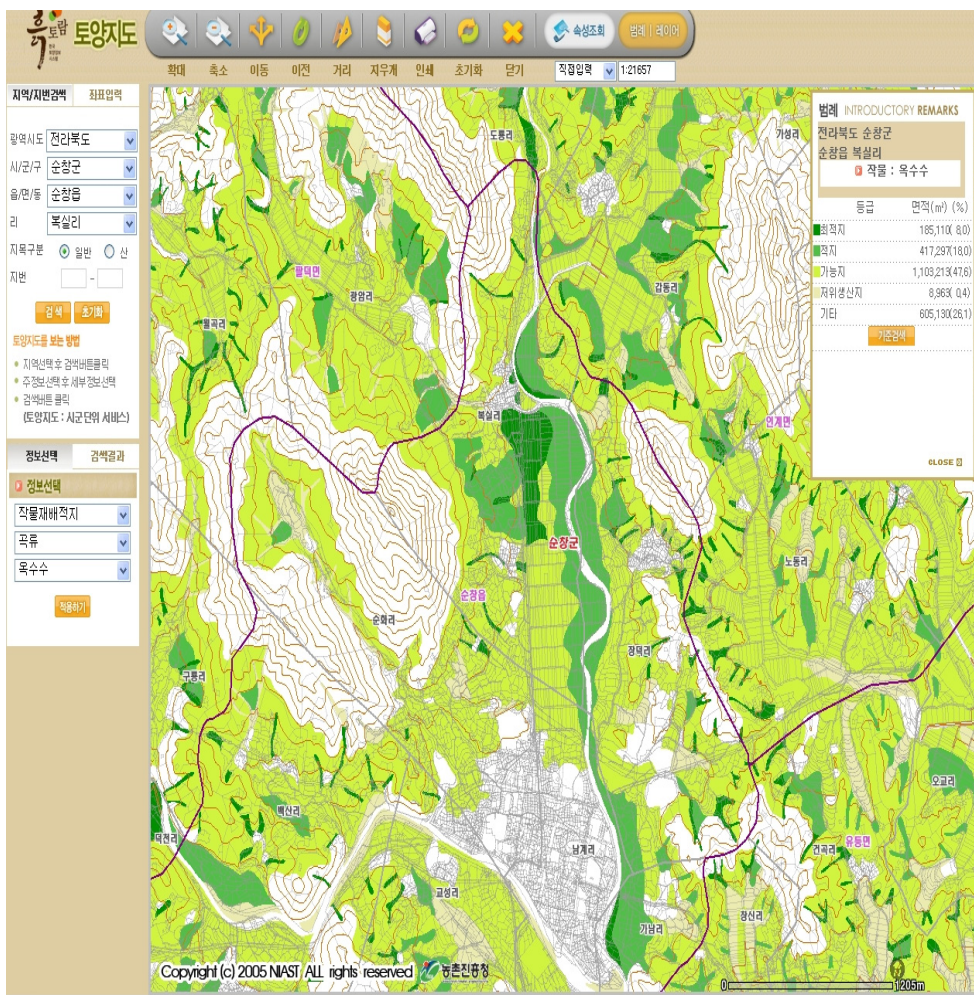 흙토람 토양지도
속성조회
범례 | 레이어
확대 축소 이동 이전 거리 지우개 인쇄 초기화 닫기
직접입력 1:21657
지역/지번검색 좌표입력
광역시도 전라북도
시/군/구 순창군
읍/면/동 순창읍
리 복실리
지목구분 일반 산
지번 -
검색 초기화
토양지도를 보는 방법
지역선택 후 검색버튼클릭
주정보선택 후 세부정보선택
검색버튼 클릭
(토양지도 : 시군단위 서비스)
정보선택 검색결과
정보선택
작물재배적지
곡류
옥수수
적용하기
범례 INTRODUCTORY REMARKS
전라북도 순창군
순창읍 복실리
작물 : 옥수수
등급 면적(㎡) (%)
최적지 185,110( 8.0)
적지 417,297(18.0)
가능지 1,103,213(47.6)
저위생산지 8,963( 0.4)
기타 605,130(26.1)
기준검색
CLOSE
도룡리
가성리
팔덕면
광암리
갑동리
월곡리
복실리
인계면
순창군
노동리
순창읍
순화리
장덕리
구룡리
오교리
백산리
덕천리
남계리
건곡리
유등면
교성리
창신리
가남리
Copyright (c) 2005 NIAST ALL rights reserved 농촌진흥청
0 1205m